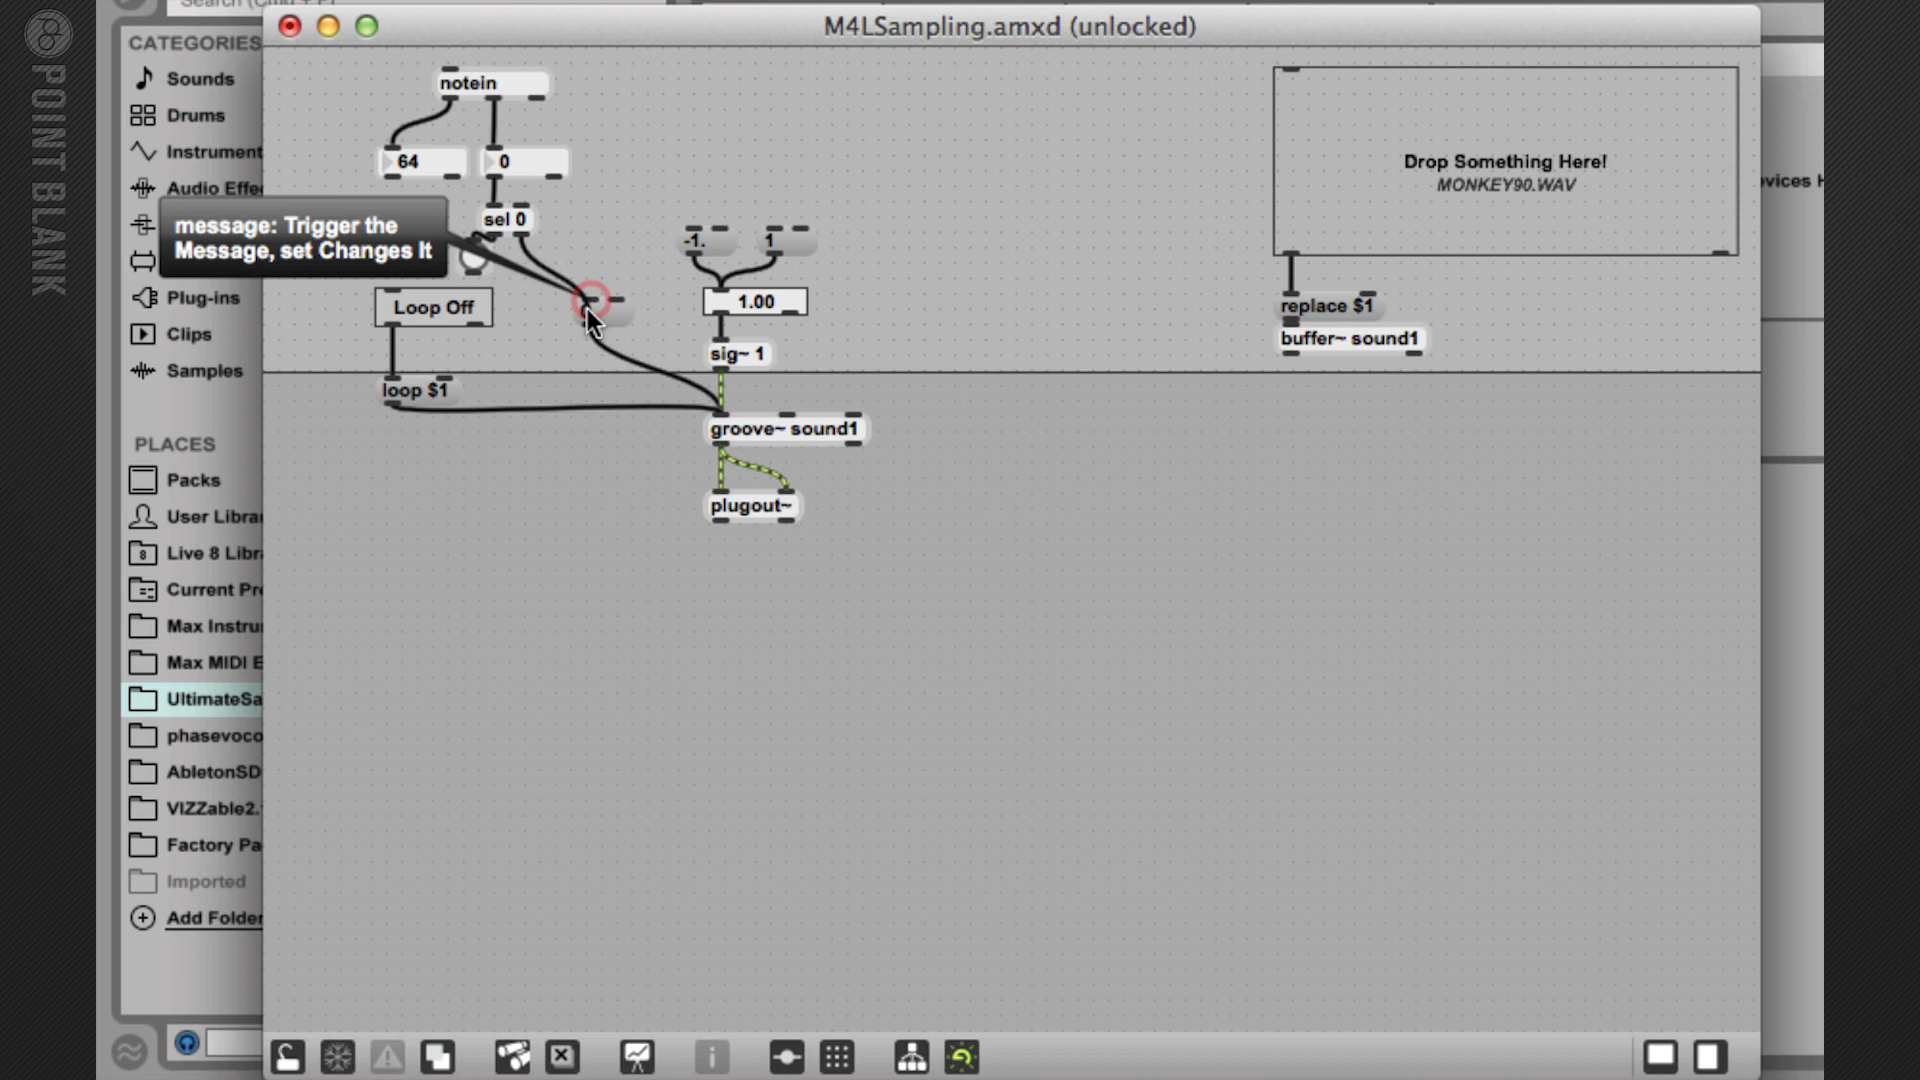 POINT BLANK
Search (Cmd + F)
M4LSampling.amxd (unlocked)
CATEGORIES
Sounds
Drums
Instrument
Audio Effe
Plug-ins
Clips
Samples
PLACES
Packs
User Libra
Live 8 Libr
Current Pr
Max Instru
Max MIDI E
UltimateSa
phasevoco
AbletonSD
VIZZable2.
Factory Pa
Imported
Add Folder
notein
64
0
sel 0
message: Trigger the
Message, set Changes It
Loop Off
loop $1
-1.
1
1.00
sig~ 1
groove~ sound1
plugout~
Drop Something Here!
MONKEY90.WAV
replace $1
buffer~ sound1
evices H